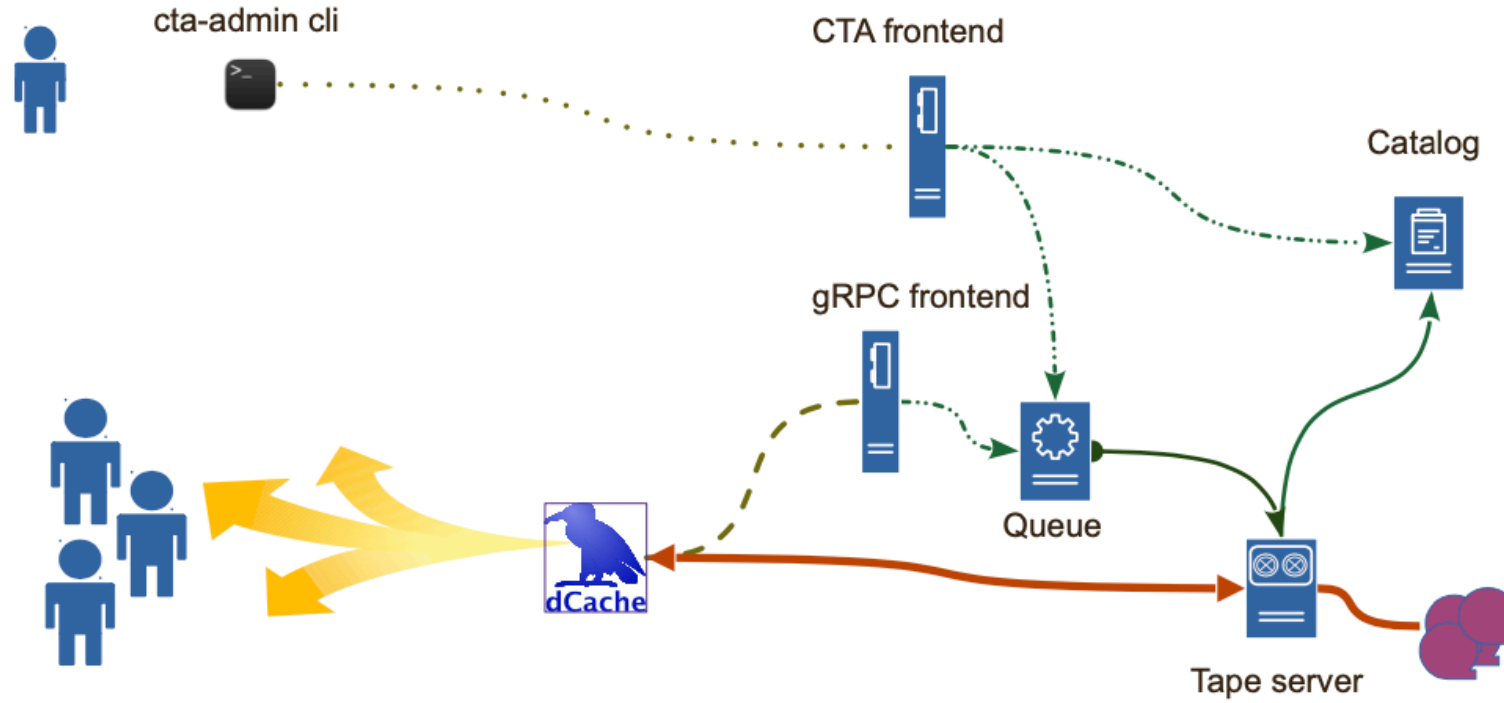 cta-admin cli
CTA frontend
>_
Catalog
gRPC frontend
Queue
dCache
Tape server